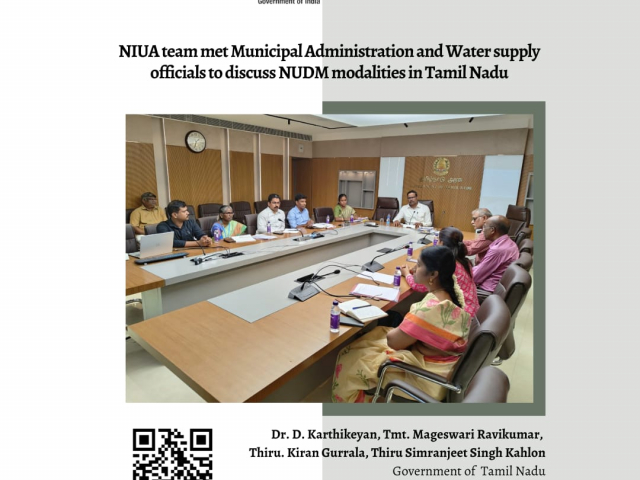 Government of India
NIUA team met Municipal Administration and Water supply
officials to discuss NUDM modalities in Tamil Nadu
Dr. D. Karthikeyan, Tmt. Mageswari Ravikumar,
Thiru. Kiran Gurrala, Thiru Simranjeet Singh Kahlon
Government of Tamil Nadu